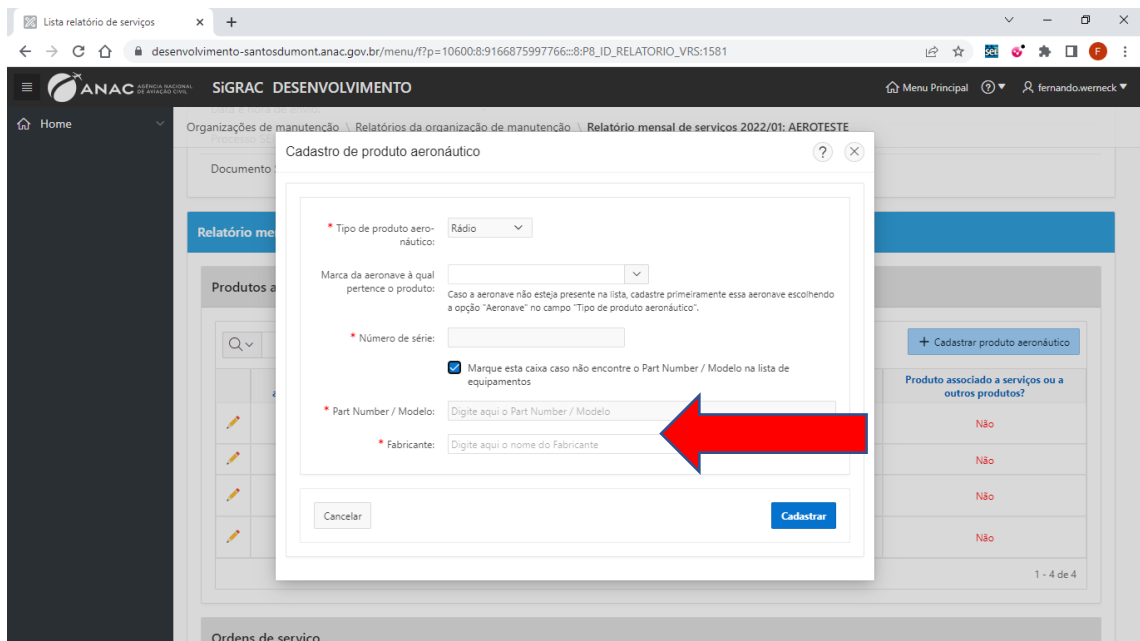 Lista relatório de serviços
desenvolvimento-santosdumont.anac.gov.br/menu/f?p=10600:8:9166875997766:::8:P8_ID_RELATORIO_VRS:1581
sei
F
ANAC AGÊNCIA NACIONAL DE AVIAÇÃO CIVIL
SiGRAC DESENVOLVIMENTO
Menu Principal
fernando.werneck
Home
Organizações de manutenção \ Relatórios da organização de manutenção \ Relatório mensal de serviços 2022/01: AEROTESTE
Cadastro de produto aeronáutico
?
Documento
Relatório me
* Tipo de produto aero-
náutico:
Rádio
Marca da aeronave à qual
pertence o produto:
Caso a aeronave não esteja presente na lista, cadastre primeiramente essa aeronave escolhendo
a opção "Aeronave" no campo "Tipo de produto aeronáutico".
Produtos a
* Número de série:
+ Cadastrar produto aeronáutico
Marque esta caixa caso não encontre o Part Number / Modelo na lista de
equipamentos
Produto associado a serviços ou a
outros produtos?
* Part Number / Modelo:
Digite aqui o Part Number / Modelo
Não
* Fabricante:
Digite aqui o nome do Fabricante
Não
Não
Cancelar
Cadastrar
Não
1 - 4 de 4
Ordens de serviço